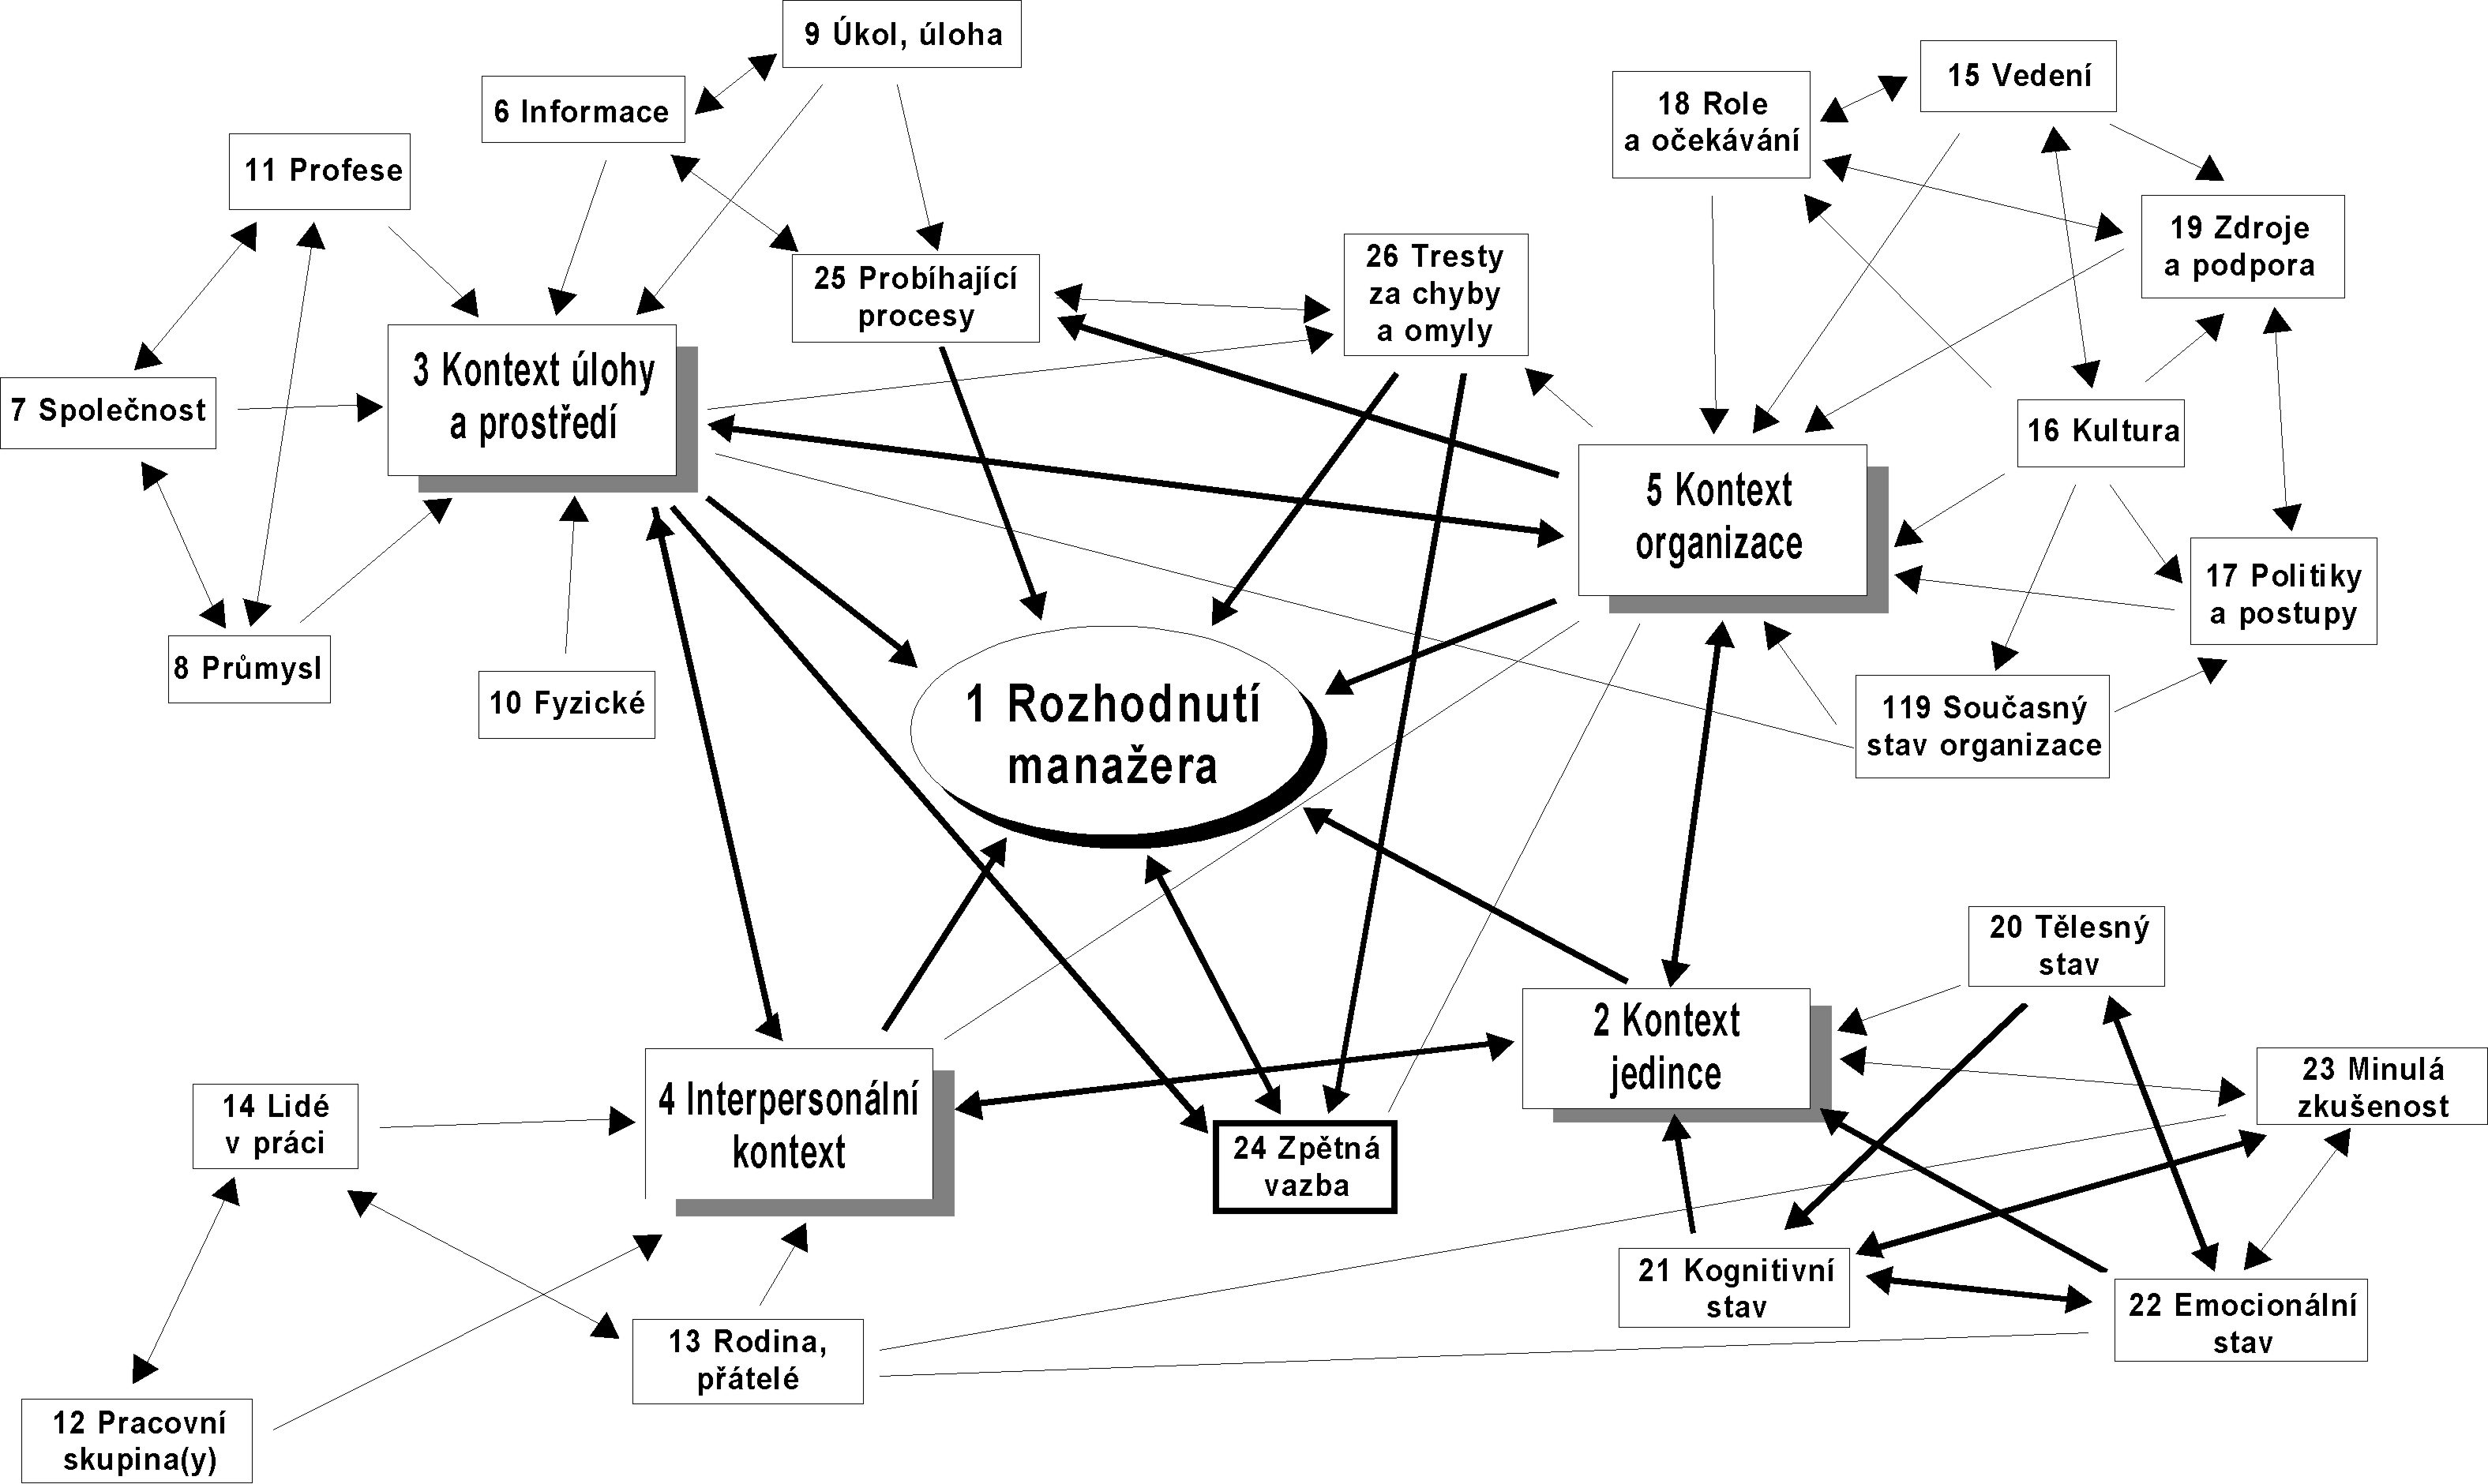 9 Úkol, úloha
6 Informace
11 Profese
15 Vedení
18 Role
a očekávání
19 Zdroje
a podpora
25 Probíhající
procesy
26 Tresty
za chyby
a omyly
3 Kontext úlohy
a prostředí
7 Společnost
16 Kultura
5 Kontext
organizace
17 Politiky
a postupy
8 Průmysl
10 Fyzické
1 Rozhodnutí
manažera
119 Současný
stav organizace
20 Tělesný
stav
2 Kontext
jedince
23 Minulá
zkušenost
14 Lidé
v práci
4 Interpersonální
kontext
24 Zpětná
vazba
21 Kognitivní
stav
22 Emocionální
stav
13 Rodina,
přátelé
12 Pracovní
skupina(y)